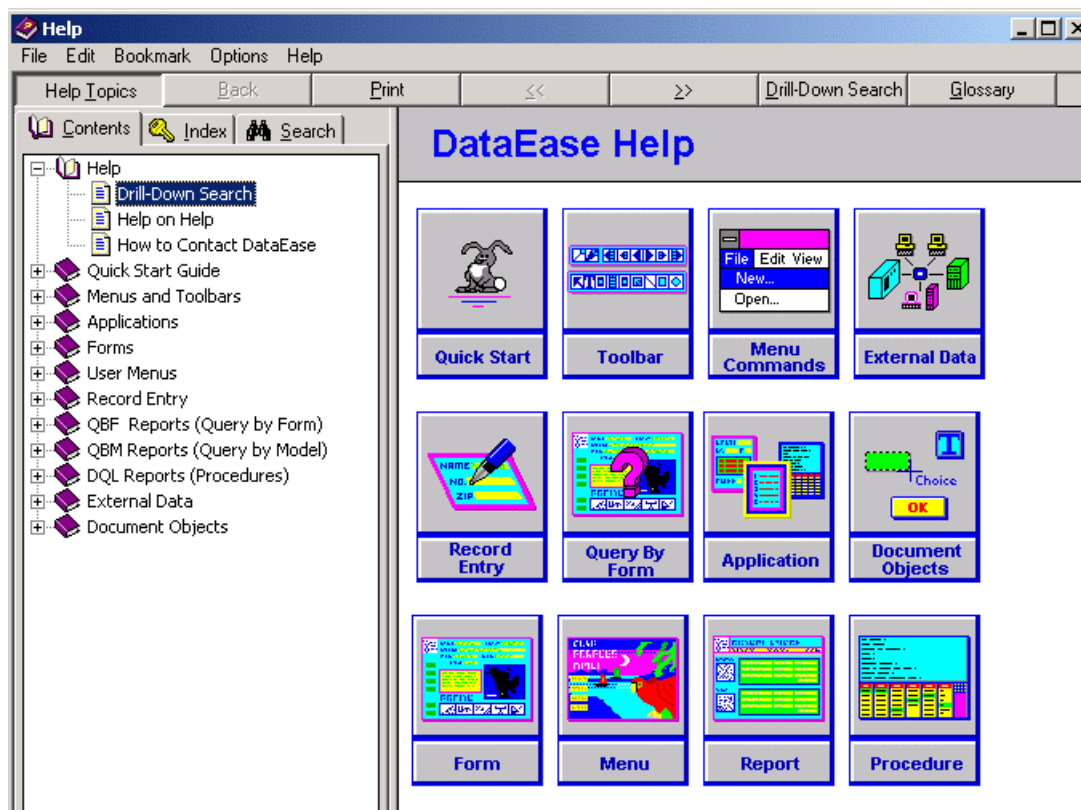 Help
File Edit Bookmark Options Help
Help Topics Back Print << >> Drill-Down Search Glossary
Contents Index Search
DataEase Help
Help
Drill-Down Search
Help on Help
How to Contact DataEase
Quick Start Guide
Menus and Toolbars
Applications
Forms
User Menus
Record Entry
QBF Reports (Query by Form)
QBM Reports (Query by Model)
DQL Reports (Procedures)
External Data
Document Objects
File Edit View
New...
Open...
Quick Start
Toolbar
Menu
Commands
External Data
NAME
NO.
ZIP
T
Choice
OK
Record
Entry
Query By
Form
Application
Document
Objects
Form
Menu
Report
Procedure